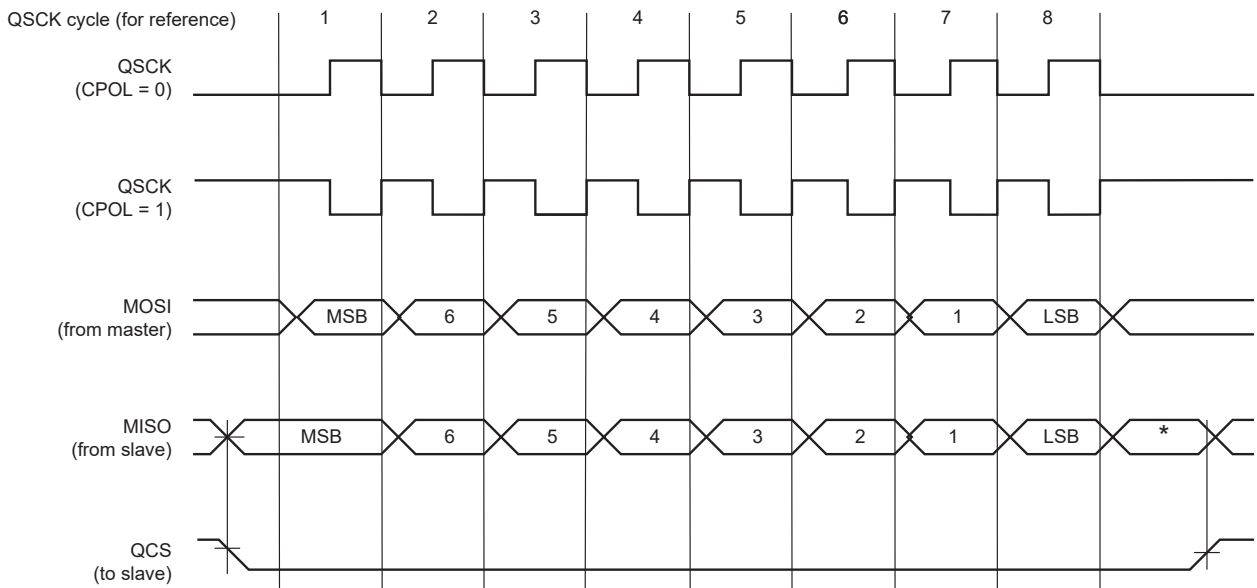 QSCK cycle (for reference) 1 2 3 4 5 6 7 8
QSCK
(CPOL = 0)
QSCK
(CPOL = 1)
MOSI
(from master)
MSB 6 5 4 3 2 1 LSB
MISO
(from slave)
MSB 6 5 4 3 2 1 LSB *
QCS
(to slave)